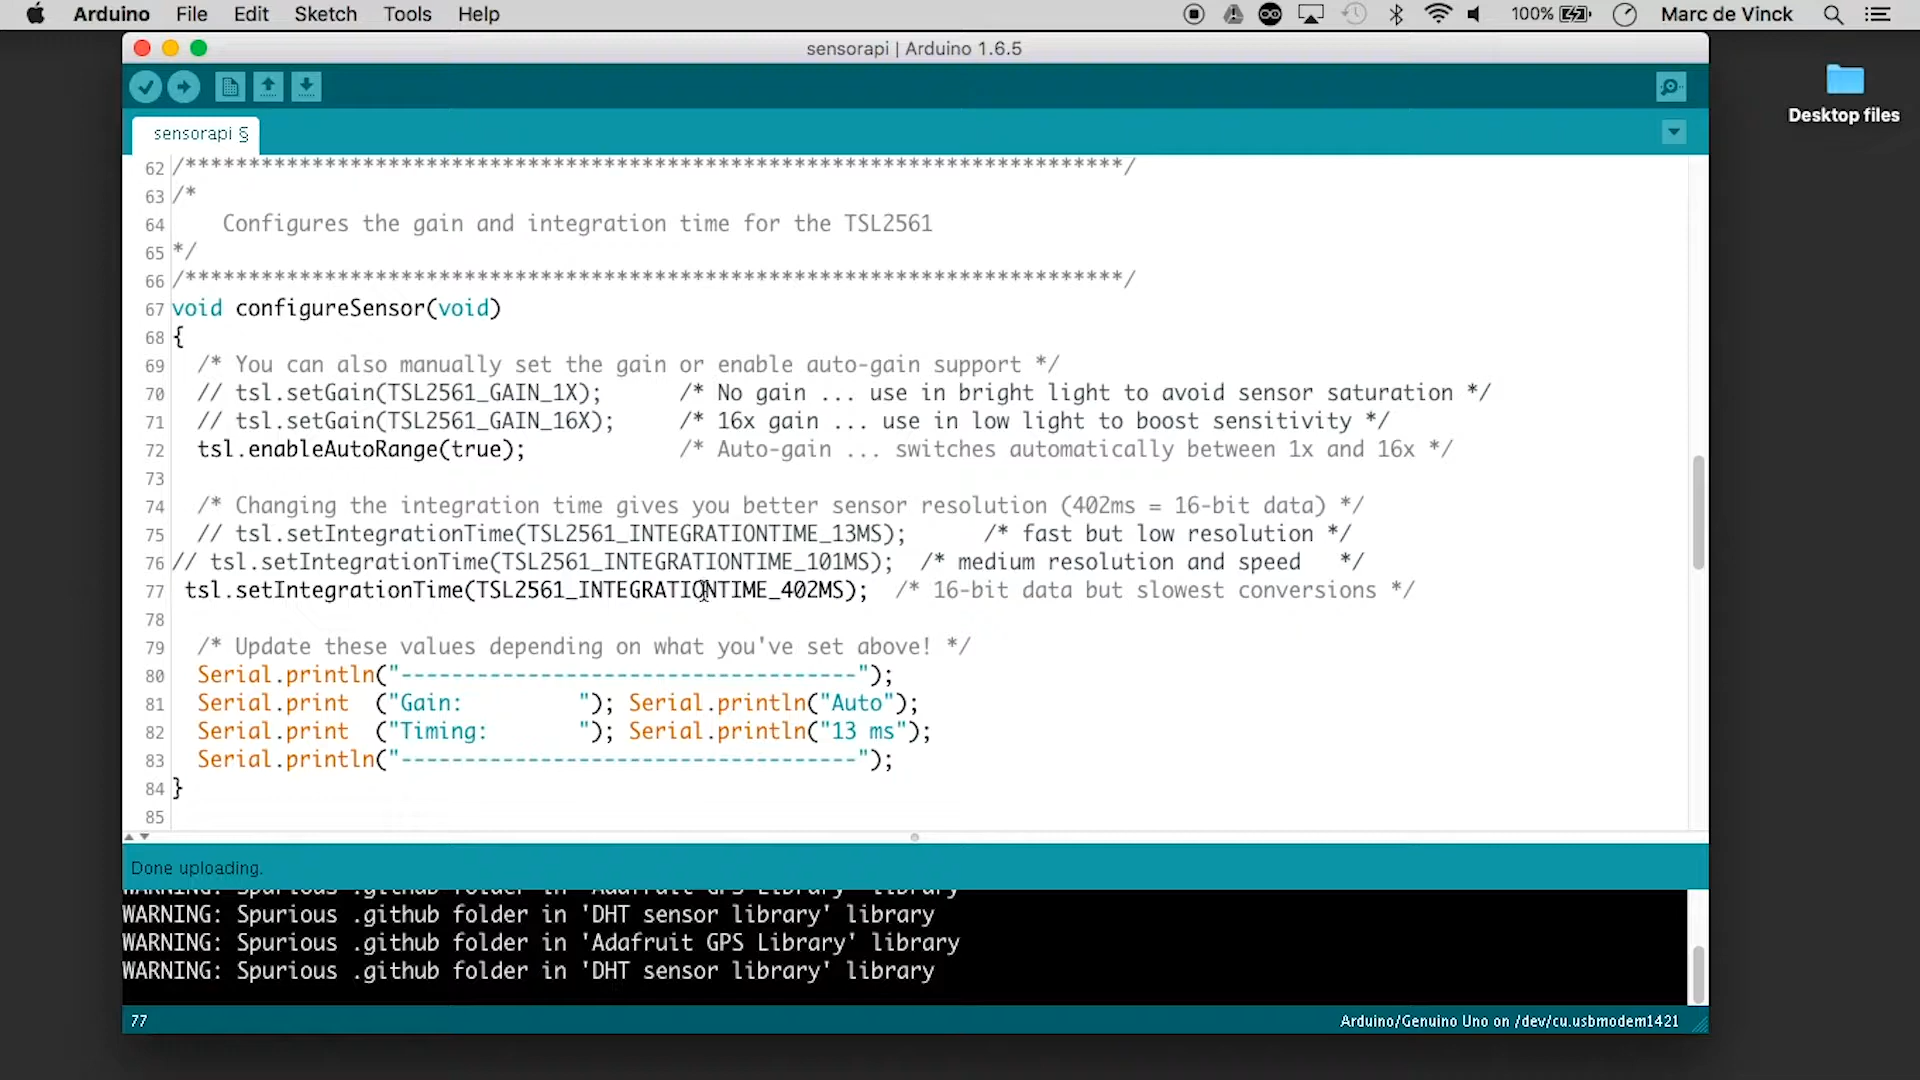 Arduino File Edit Sketch Tools Help 100% Marc de Vinck
sensorapi | Arduino 1.6.5
Desktop files
sensorapi §
62 /**************************************************************************/
63 /*
64     Configures the gain and integration time for the TSL2561
65 */
66 /**************************************************************************/
67 void configureSensor(void)
68 {
69   /* You can also manually set the gain or enable auto-gain support */
70   // tsl.setGain(TSL2561_GAIN_1X);      /* No gain ... use in bright light to avoid sensor saturation */
71   // tsl.setGain(TSL2561_GAIN_16X);     /* 16x gain ... use in low light to boost sensitivity */
72   tsl.enableAutoRange(true);            /* Auto-gain ... switches automatically between 1x and 16x */
73
74   /* Changing the integration time gives you better sensor resolution (402ms = 16-bit data) */
75   // tsl.setIntegrationTime(TSL2561_INTEGRATIONTIME_13MS);      /* fast but low resolution */
76 // tsl.setIntegrationTime(TSL2561_INTEGRATIONTIME_101MS);  /* medium resolution and speed   */
77  tsl.setIntegrationTime(TSL2561_INTEGRATIONTIME_402MS);  /* 16-bit data but slowest conversions */
78
79   /* Update these values depending on what you've set above! */
80   Serial.println("------------------------------------");
81   Serial.print  ("Gain:         "); Serial.println("Auto");
82   Serial.print  ("Timing:       "); Serial.println("13 ms");
83   Serial.println("------------------------------------");
84 }
85
Done uploading.
WARNING: Spurious .github folder in 'Adafruit GPS Library' library
WARNING: Spurious .github folder in 'DHT sensor library' library
WARNING: Spurious .github folder in 'Adafruit GPS Library' library
WARNING: Spurious .github folder in 'DHT sensor library' library
77 Arduino/Genuino Uno on /dev/cu.usbmodem1421